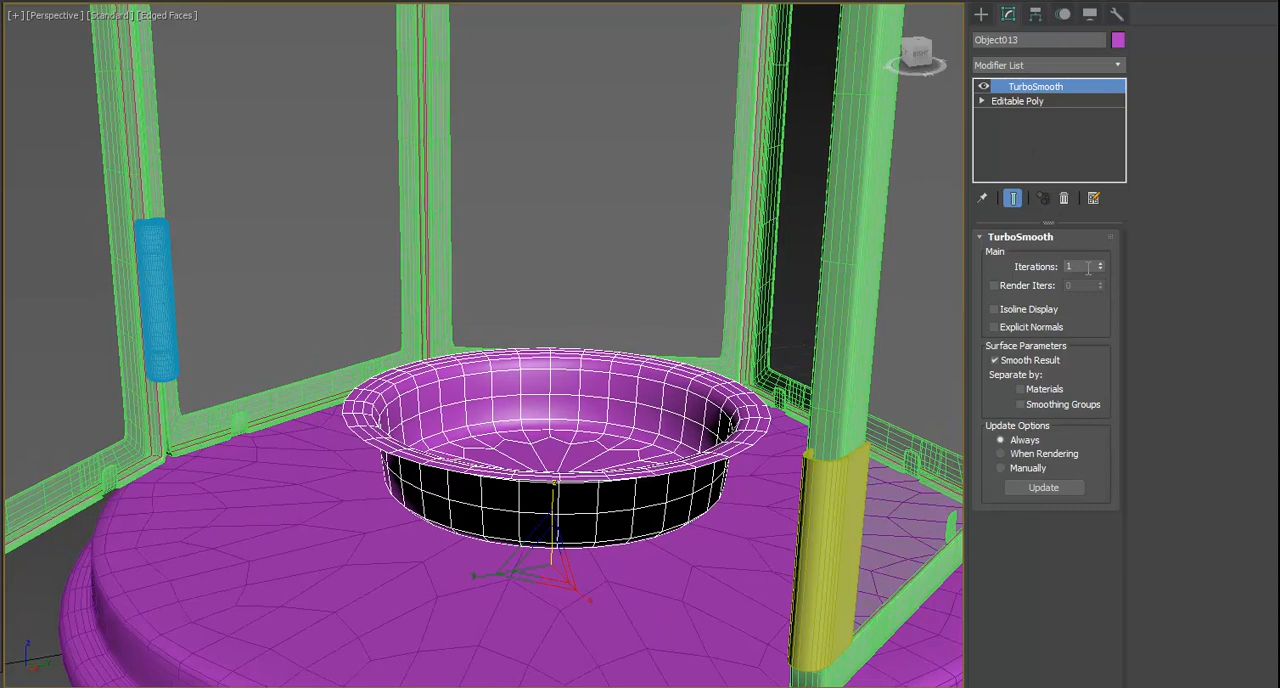 [+] [Perspective] [Standard] [Edged Faces]
RIGHT
Object013
Modifier List
TurboSmooth
Editable Poly
TurboSmooth
Main
Iterations: 1
Render Iters: 0
Isoline Display
Explicit Normals
Surface Parameters
Smooth Result
Separate by:
Materials
Smoothing Groups
Update Options
Always
When Rendering
Manually
Update
z